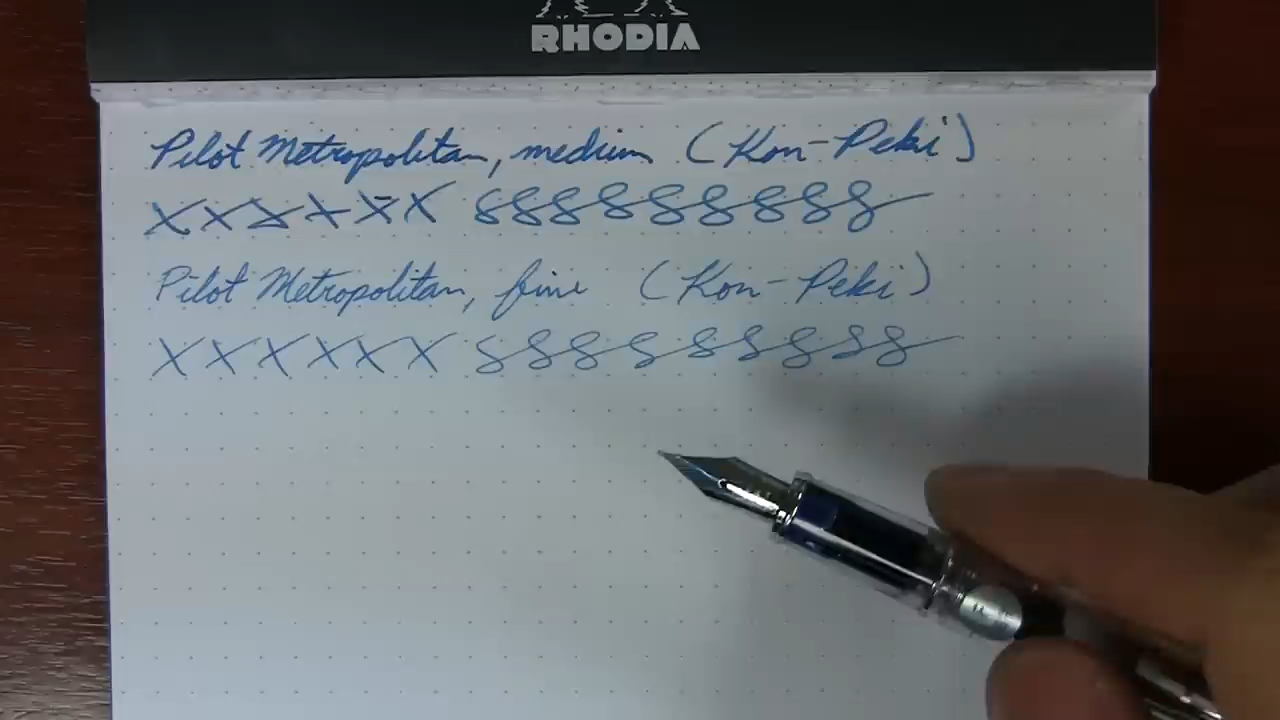 RHODIA
Pilot Metropolitan, medium (Kon-Peki)
XXXXXX 888888888
Pilot Metropolitan, fine (Kon-Peki)
XXXXXX 888888888